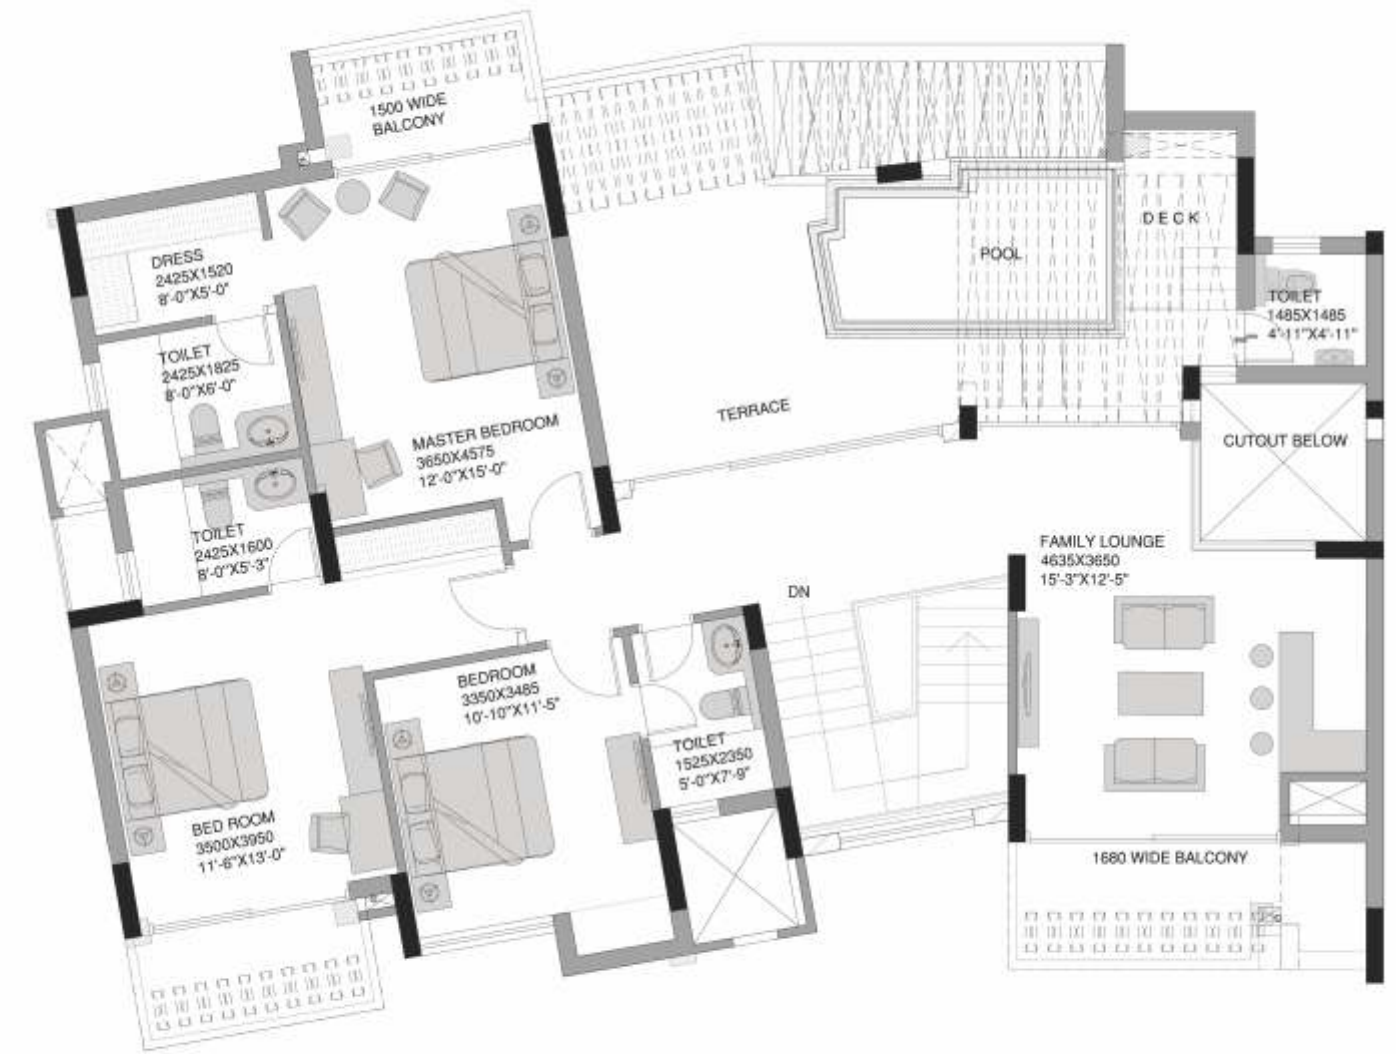 1500 WIDE
BALCONY
DRESS
2425X1520
8'-0"X5'-0"
TOILET
2425X1825
8'-0"X6'-0"
MASTER BEDROOM
3650X4575
12'-0"X15'-0"
TOILET
2425X1600
8'-0"X5'-3"
TERRACE
POOL
DECK
TOILET
1485X1485
4'-11"X4'-11"
CUTOUT BELOW
FAMILY LOUNGE
4635X3650
15'-3"X12'-5"
DN
BEDROOM
3350X3485
10'-10"X11'-5"
TOILET
1525X2350
5'-0"X7'-9"
BED ROOM
3500X3950
11'-6"X13'-0"
1680 WIDE BALCONY